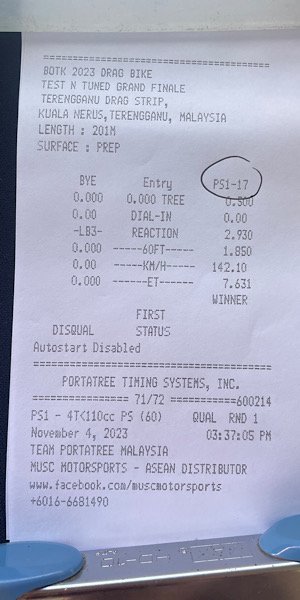 BOTK 2023 DRAG BIKE
TEST N TUNED GRAND FINALE
TERENGGANU DRAG STRIP,
KUALA NERUS,TERENGGANU, MALAYSIA
LENGTH : 201M
SURFACE : PREP
BYE Entry PS1-17
0.000 0.000 TREE 0.500
0.00 DIAL-IN 0.00
-LB3- REACTION 2.930
0.000 -----60FT----- 1.850
0.00 ----KM/H----- 142.10
0.000 ------ET------ 7.631
WINNER
FIRST
DISQUAL STATUS
Autostart Disabled
PORTATREE TIMING SYSTEMS, INC.
================ 71/72 ===========600214
PS1 - 4T<110cc PS (60) QUAL RND 1
November 4, 2023 03:37:05 PM
TEAM PORTATREE MALAYSIA
MUSC MOTORSPORTS - ASEAN DISTRIBUTOR
www.facebook.com/muscmotorsports
+6016-6681490